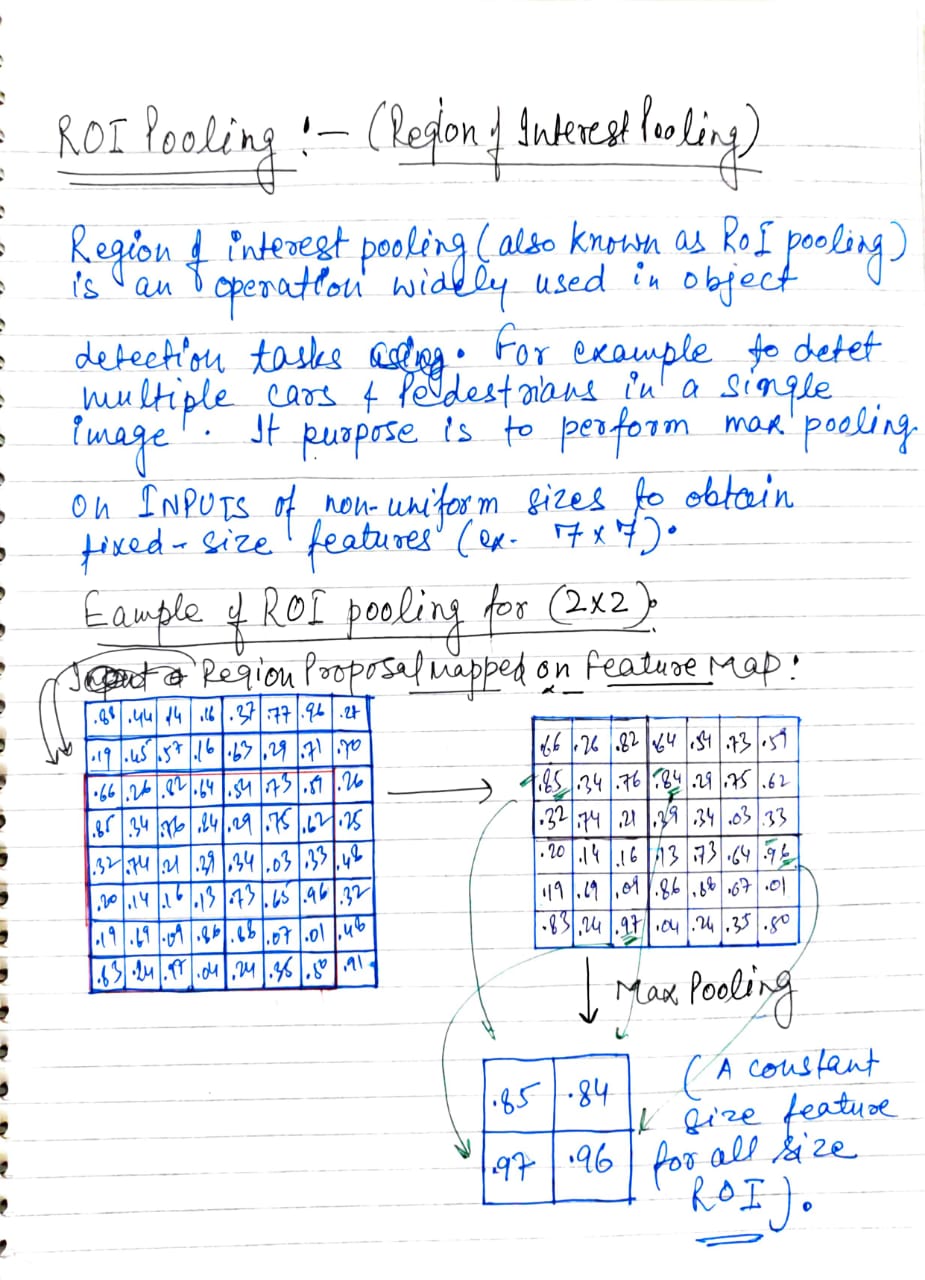 ROI Pooling :- (Region of Interest Pooling)
Region of interest pooling (also known as RoI pooling)
is an operation widely used in object
detection tasks. For example to detet
multiple cars & Pedestrians in a single
image. It purpose is to perform max pooling
on INPUTS of non-uniform sizes to obtain
fixed-size features (ex- 7x7).
Eample of ROI pooling for (2x2).
Region Proposal mapped on Feature Map:
.88 .44 .14 .16 .37 .77 .96 .27
.19 .45 .57 .16 .63 .29 .71 .70
.66 .26 .82 .64 .54 .73 .59 .26
.85 .34 .76 .84 .29 .75 .62 .25
.32 .74 .21 .39 .34 .03 .33 .48
.20 .14 .16 .13 .73 .65 .96 .32
.19 .69 .09 .86 .88 .07 .01 .48
.83 .24 .97 .04 .24 .35 .50 .91
.66 .26 .82 .64 .54 .73 .59
.85 .34 .76 .84 .29 .75 .62
.32 .74 .21 .39 .34 .03 .33
.20 .14 .16 .13 .73 .64 .96
.19 .69 .09 .86 .88 .07 .01
.83 .24 .97 .04 .24 .35 .50
Max Pooling
.85 .84
.97 .96
(A constant
size feature
for all size
ROI).